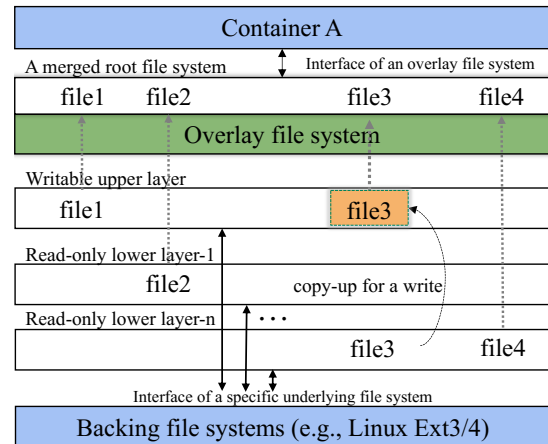 Container A
A merged root file system
Interface of an overlay file system
file1 file2 file3 file4
Overlay file system
Writable upper layer
file1 file3
Read-only lower layer-1
file2 copy-up for a write
Read-only lower layer-n
...
file3 file4
Interface of a specific underlying file system
Backing file systems (e.g., Linux Ext3/4)